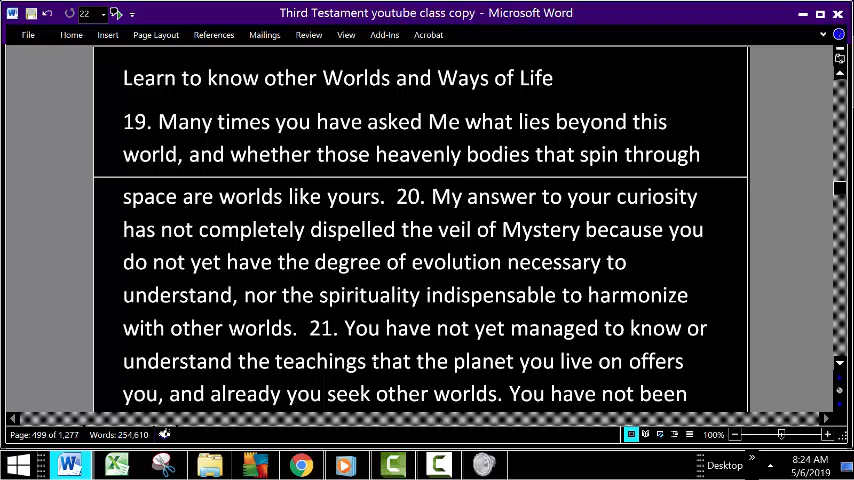 22
Third Testament youtube class copy - Microsoft Word
File Home Insert Page Layout References Mailings Review View Add-Ins Acrobat
Learn to know other Worlds and Ways of Life
19. Many times you have asked Me what lies beyond this
world, and whether those heavenly bodies that spin through
space are worlds like yours. 20. My answer to your curiosity
has not completely dispelled the veil of Mystery because you
do not yet have the degree of evolution necessary to
understand, nor the spirituality indispensable to harmonize
with other worlds. 21. You have not yet managed to know or
understand the teachings that the planet you live on offers
you, and already you seek other worlds. You have not been
Page: 499 of 1,277 Words: 254,610 100%
Desktop
8:24 AM
5/6/2019